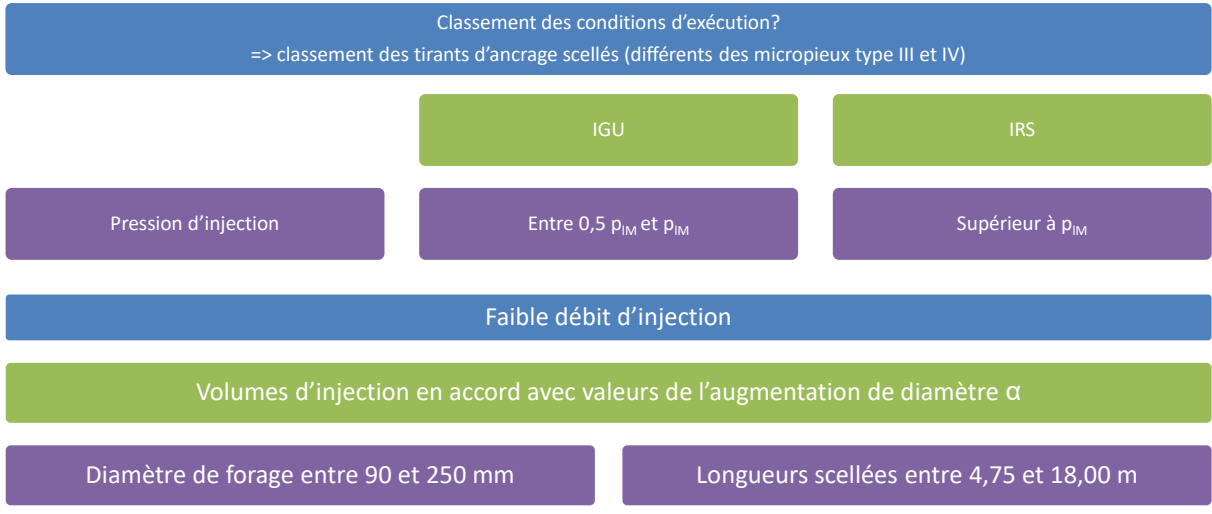 Classement des conditions d’exécution?
=> classement des tirants d’ancrage scellés (différents des micropieux type III et IV)
IGU
IRS
Pression d’injection
Entre 0,5 pIM et pIM
Supérieur à pIM
Faible débit d’injection
Volumes d’injection en accord avec valeurs de l’augmentation de diamètre α
Diamètre de forage entre 90 et 250 mm
Longueurs scellées entre 4,75 et 18,00 m